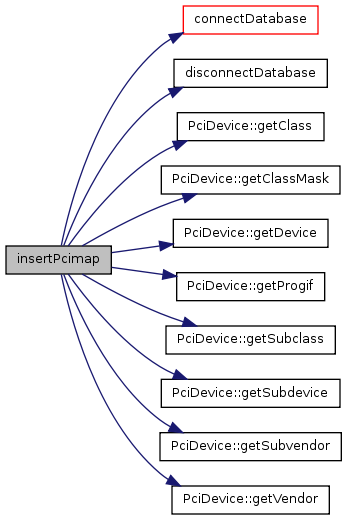 connectDatabase
disconnectDatabase
PciDevice::getClass
PciDevice::getClassMask
PciDevice::getDevice
insertPcimap
PciDevice::getProgif
PciDevice::getSubclass
PciDevice::getSubdevice
PciDevice::getSubvendor
PciDevice::getVendor